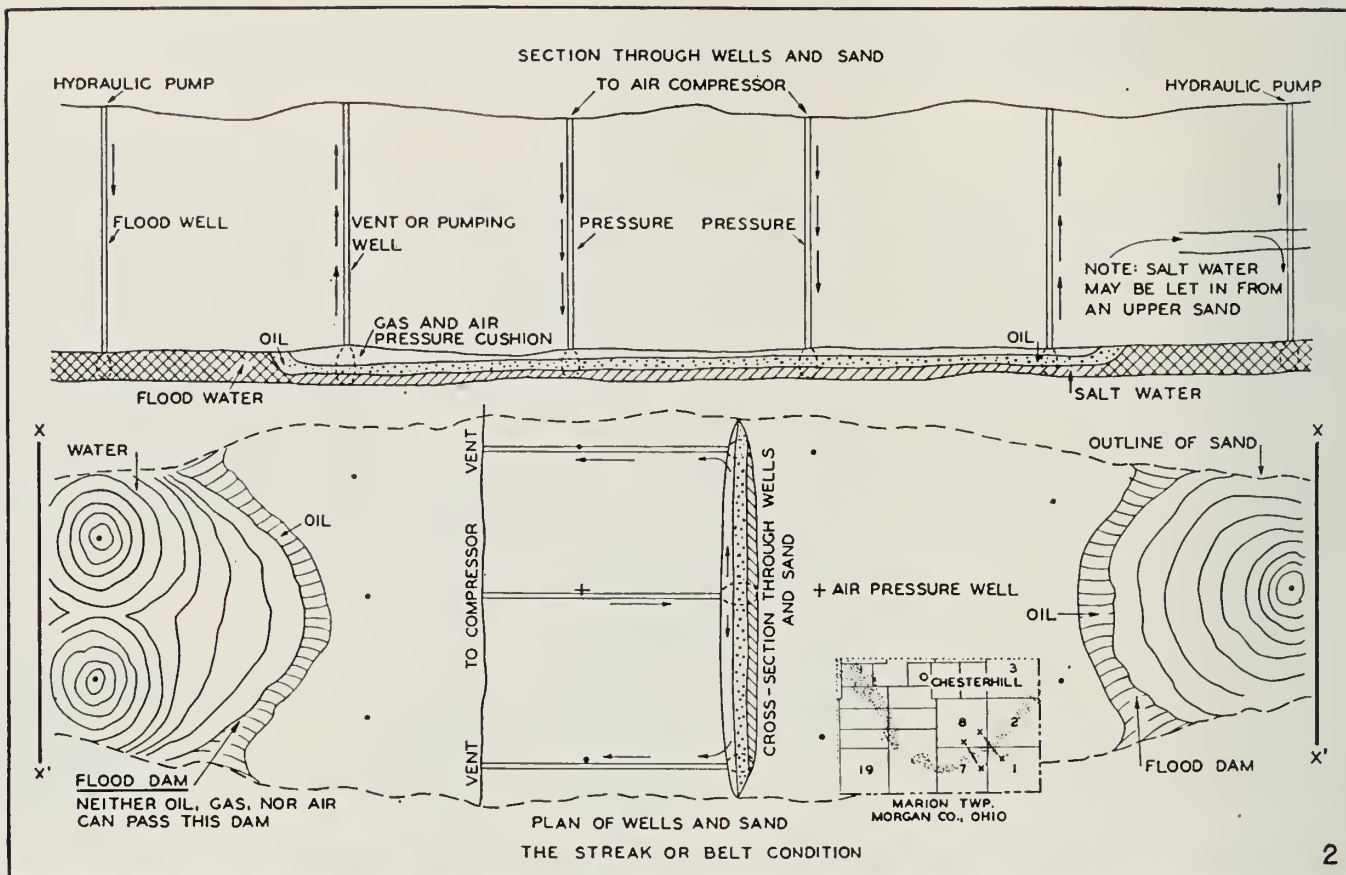 SECTION THROUGH WELLS AND SAND
HYDRAULIC PUMP
TO AIR COMPRESSOR
HYDRAULIC PUMP
FLOOD WELL
VENT OR PUMPING
WELL
PRESSURE
PRESSURE
NOTE: SALT WATER
MAY BE LET IN FROM
AN UPPER SAND
GAS AND AIR
PRESSURE CUSHION
OIL
OIL
FLOOD WATER
SALT WATER
X
WATER
VENT
OUTLINE OF SAND
X
OIL
TO COMPRESSOR
CROSS-SECTION THROUGH WELLS
AND SAND
+ AIR PRESSURE WELL
OIL
3
CHESTERHILL
8
2
19
7
1
MARION TWP.
MORGAN CO., OHIO
X'
FLOOD DAM
NEITHER OIL, GAS, NOR AIR
CAN PASS THIS DAM
VENT
FLOOD DAM
X'
PLAN OF WELLS AND SAND
THE STREAK OR BELT CONDITION
2